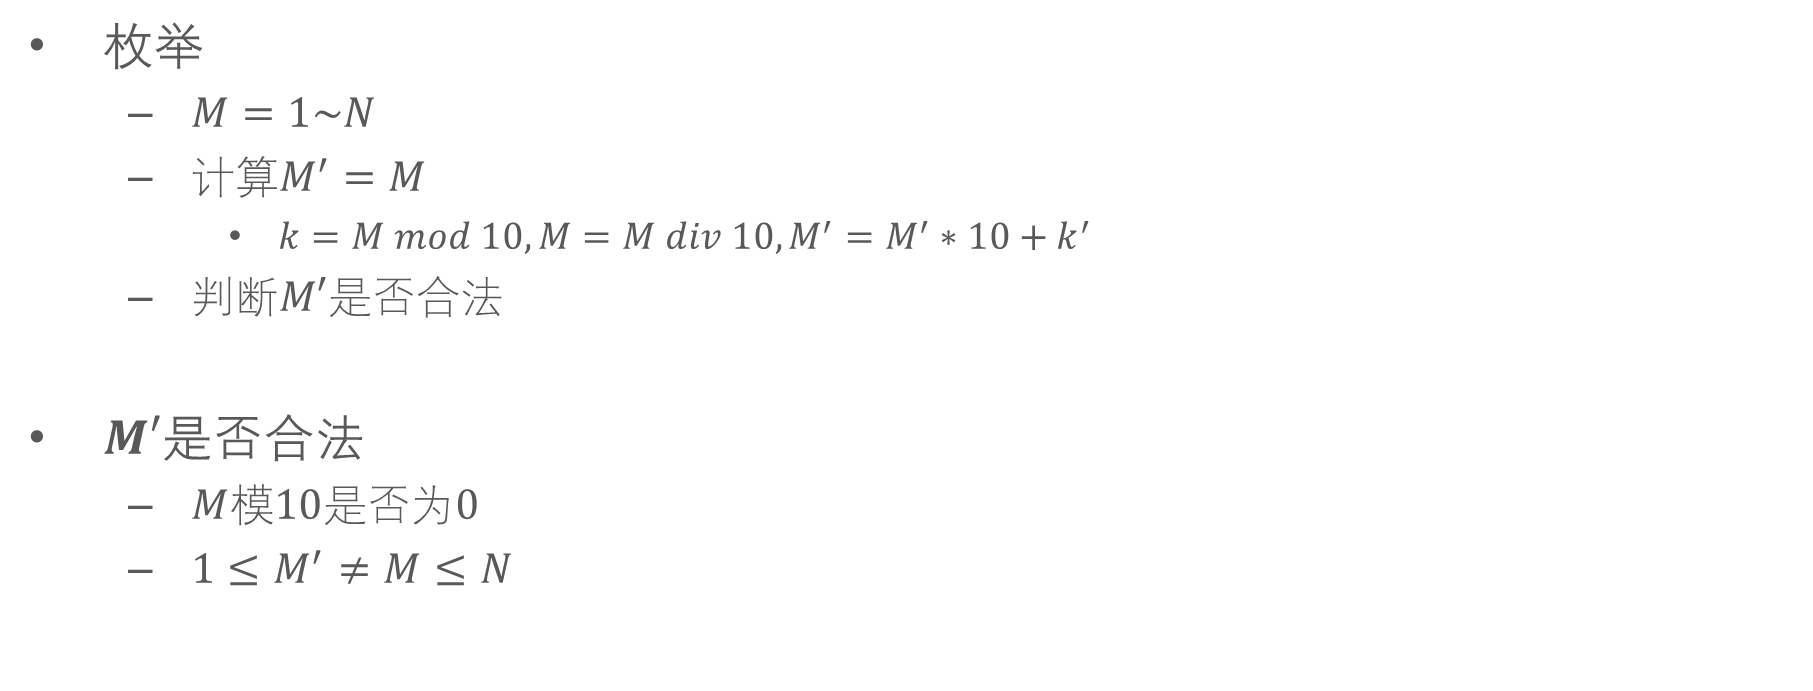 • 枚举
– M = 1~N
– 计算M′ = M
• k = M mod 10, M = M div 10, M′ = M′ ∗ 10 + k′
– 判断M′是否合法
• M′是否合法
– M模10是否为0
– 1 ≤ M′ ≠ M ≤ N